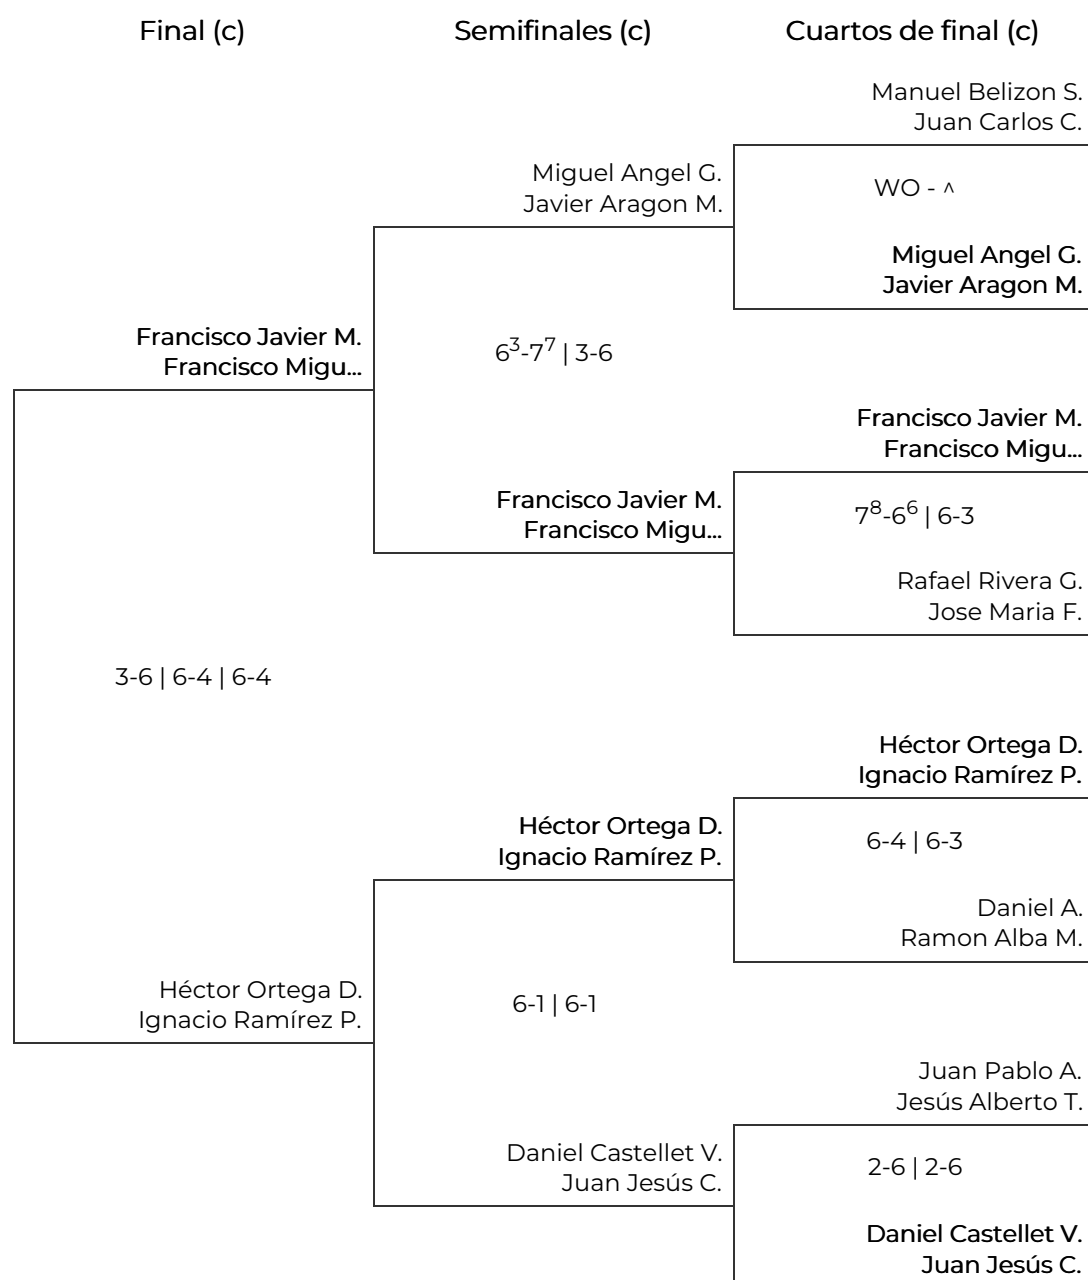 Final (c)
Semifinales (c)
Cuartos de final (c)
Manuel Belizon S.
Juan Carlos C.
Miguel Angel G.
Javier Aragon M.
WO - ^
Miguel Angel G.
Javier Aragon M.
Francisco Javier M.
Francisco Migu...
6³-7⁷ | 3-6
Francisco Javier M.
Francisco Migu...
Francisco Javier M.
Francisco Migu...
7⁸-6⁶ | 6-3
Rafael Rivera G.
Jose Maria F.
3-6 | 6-4 | 6-4
Héctor Ortega D.
Ignacio Ramírez P.
Héctor Ortega D.
Ignacio Ramírez P.
6-4 | 6-3
Daniel A.
Ramon Alba M.
Héctor Ortega D.
Ignacio Ramírez P.
6-1 | 6-1
Juan Pablo A.
Jesús Alberto T.
Daniel Castellet V.
Juan Jesús C.
2-6 | 2-6
Daniel Castellet V.
Juan Jesús C.